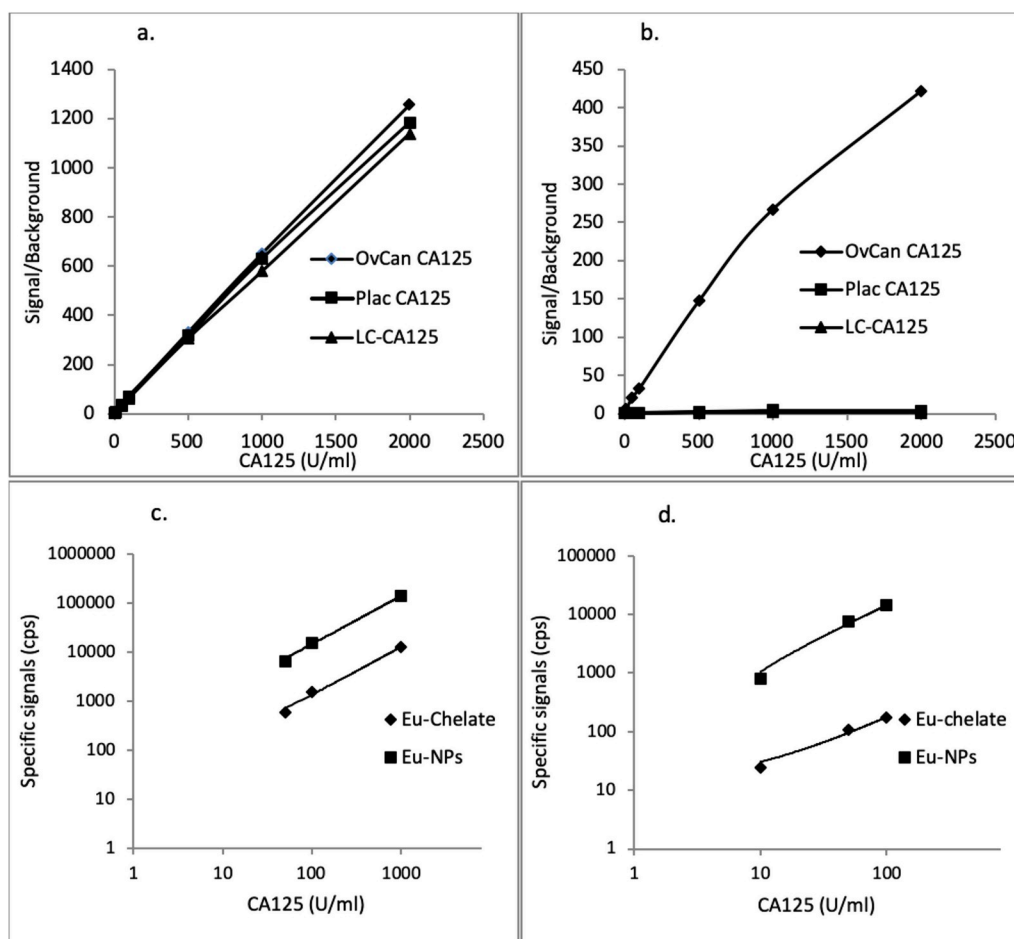 a.
1400
1200
1000
800
600
400
200
0
0 500 1000 1500 2000 2500
Signal/Background
CA125 (U/ml)
OvCan CA125
Plac CA125
LC-CA125
b.
450
400
350
300
250
200
150
100
50
0
0 500 1000 1500 2000 2500
Signal/Background
CA125 (U/ml)
OvCan CA125
Plac CA125
LC-CA125
c.
1000000
100000
10000
1000
100
10
1
1 10 100 1000
Specific signals (cps)
CA125 (U/ml)
Eu-Chelate
Eu-NPs
d.
100000
10000
1000
100
10
1
1 10 100
Specific signals (cps)
CA125 (U/ml)
Eu-chelate
Eu-NPs